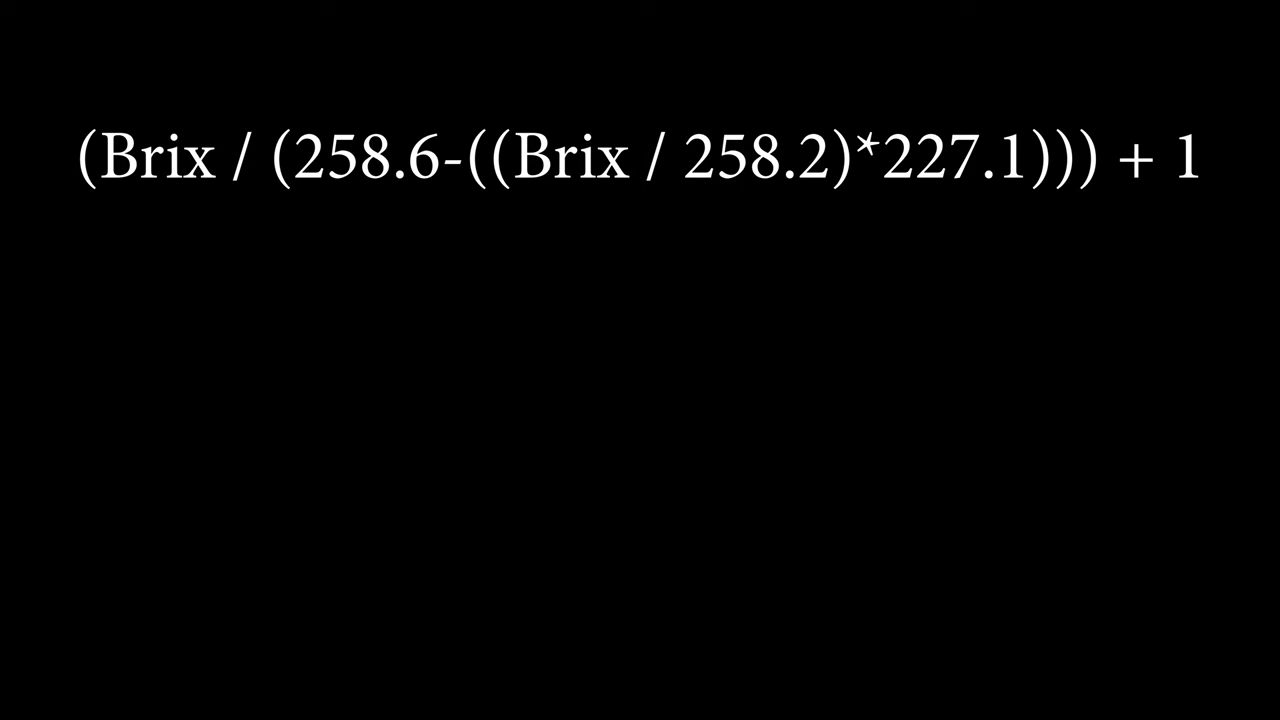 (Brix / (258.6-((Brix / 258.2)*227.1))) + 1